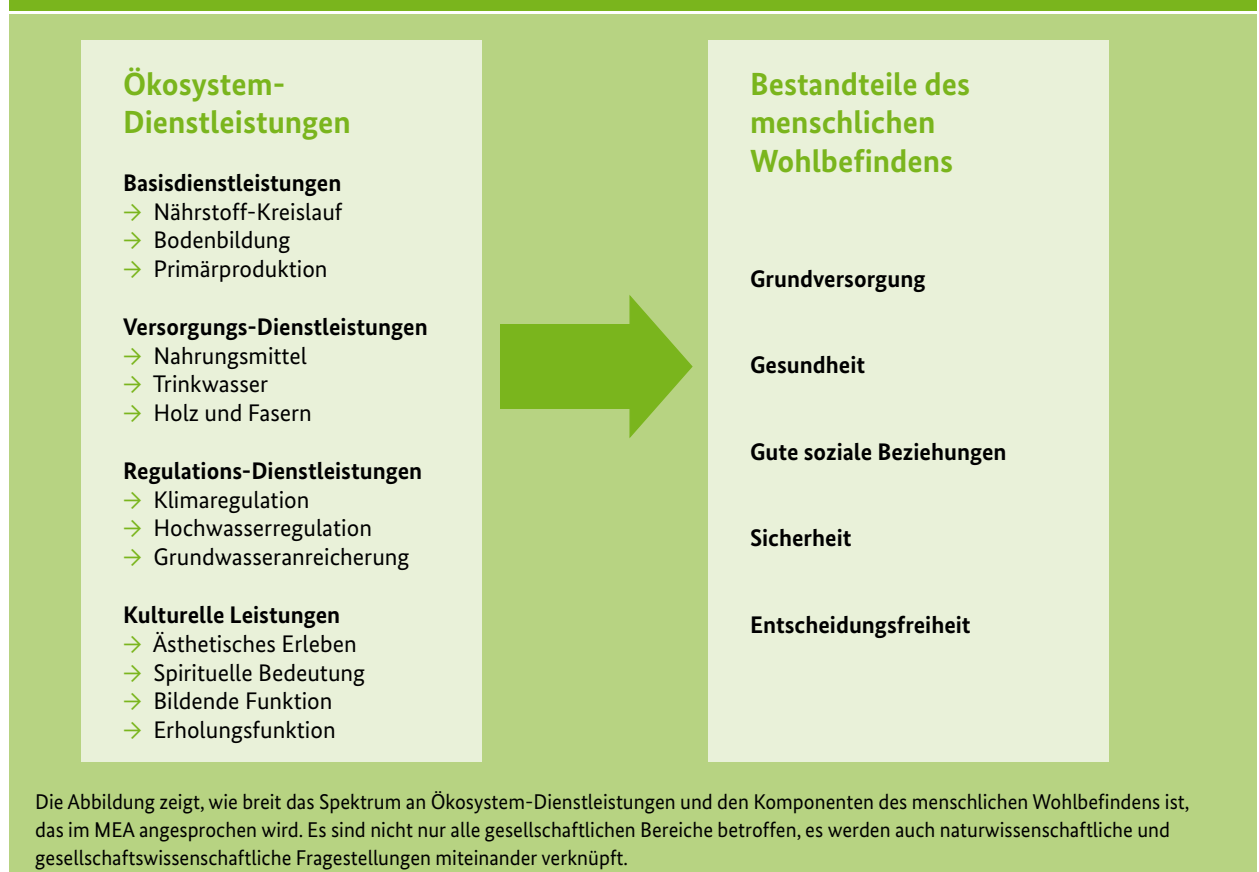 Ökosystem-
Dienstleistungen
Basisdienstleistungen
→ Nährstoff-Kreislauf
→ Bodenbildung
→ Primärproduktion
Versorgungs-Dienstleistungen
→ Nahrungsmittel
→ Trinkwasser
→ Holz und Fasern
Regulations-Dienstleistungen
→ Klimaregulation
→ Hochwasserregulation
→ Grundwasseranreicherung
Kulturelle Leistungen
→ Ästhetisches Erleben
→ Spirituelle Bedeutung
→ Bildende Funktion
→ Erholungsfunktion
Bestandteile des
menschlichen
Wohlbefindens
Grundversorgung
Gesundheit
Gute soziale Beziehungen
Sicherheit
Entscheidungsfreiheit
Die Abbildung zeigt, wie breit das Spektrum an Ökosystem-Dienstleistungen und den Komponenten des menschlichen Wohlbefindens ist,
das im MEA angesprochen wird. Es sind nicht nur alle gesellschaftlichen Bereiche betroffen, es werden auch naturwissenschaftliche und
gesellschaftswissenschaftliche Fragestellungen miteinander verknüpft.